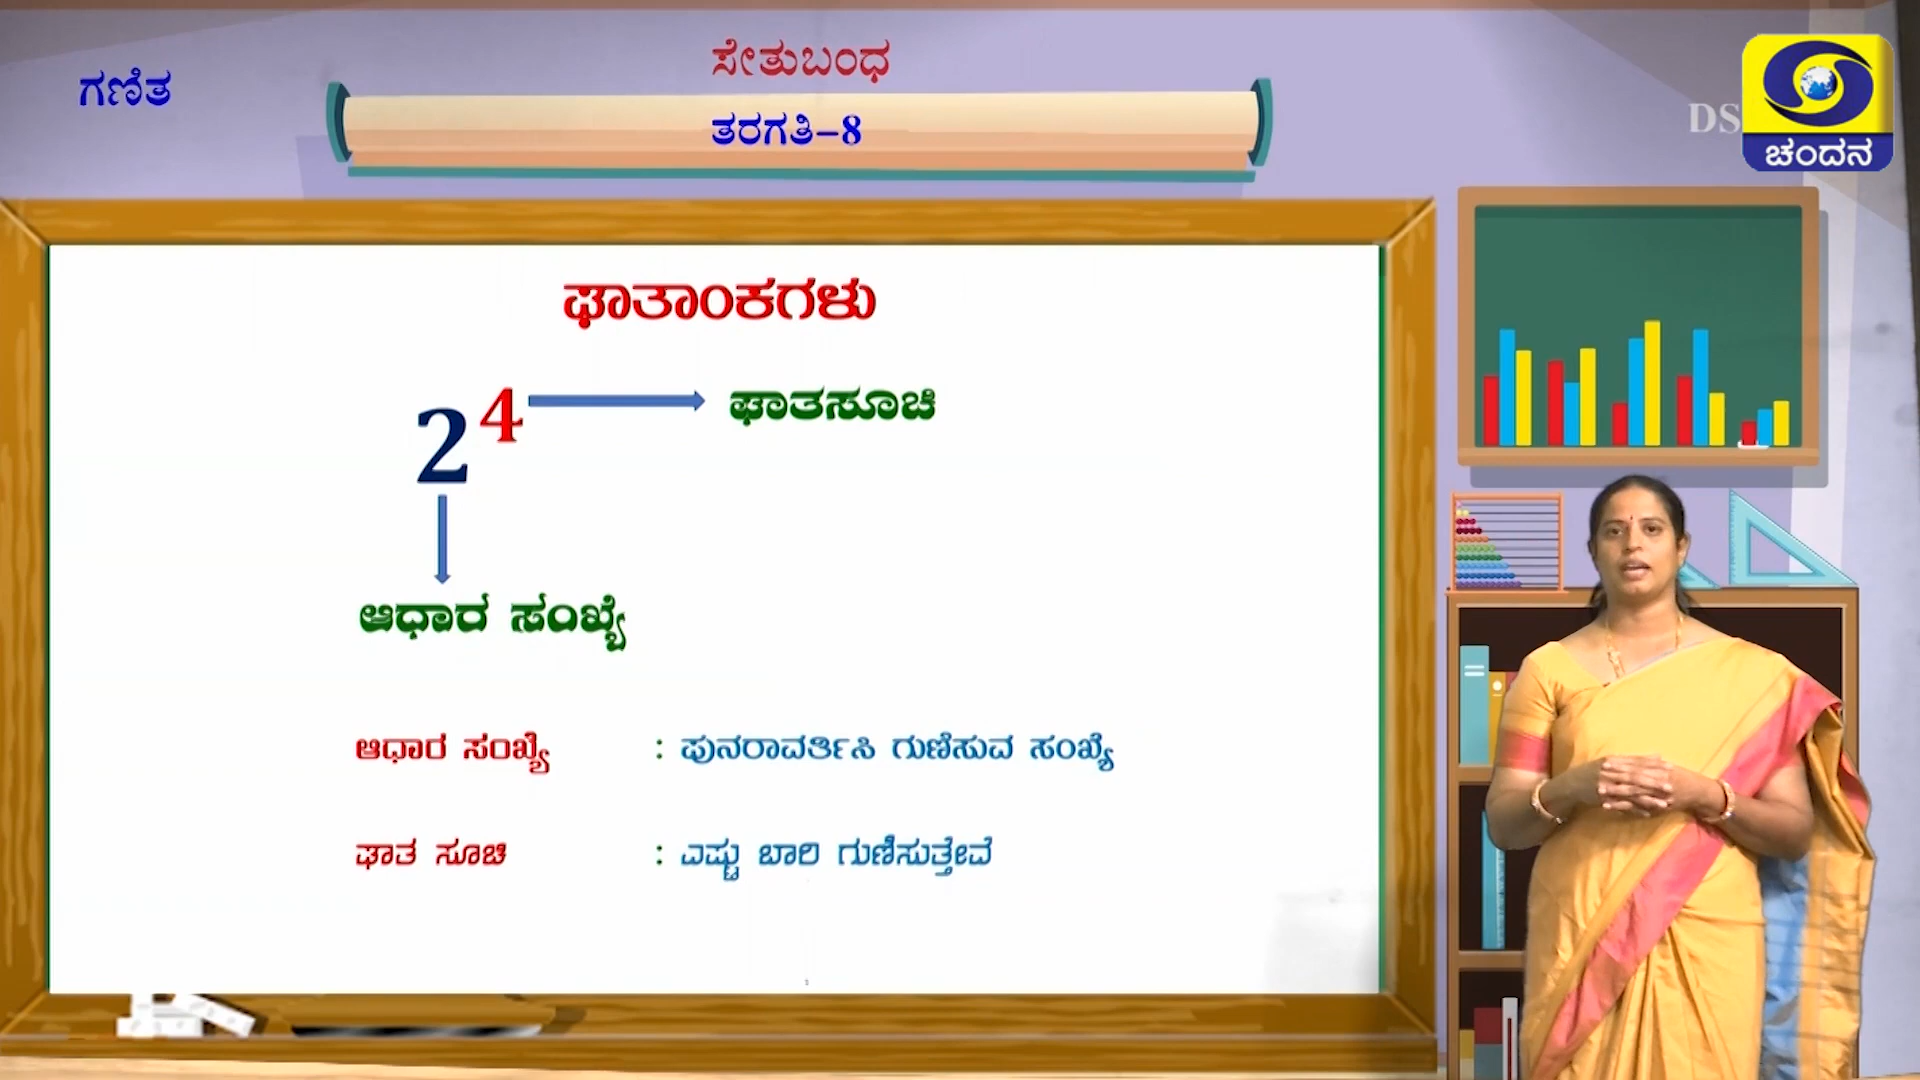 ಸೇತುಬಂಧ
ಗಣಿತ
ತರಗತಿ-8
DS
ಚಂದನ
ಘಾತಾಂಕಗಳು
2⁴ ಘಾತಸೂಚಿ
ಆಧಾರ ಸಂಖ್ಯೆ
ಆಧಾರ ಸಂಖ್ಯೆ : ಪುನರಾವರ್ತಿಸಿ ಗುಣಿಸುವ ಸಂಖ್ಯೆ
ಘಾತ ಸೂಚಿ : ಎಷ್ಟು ಬಾರಿ ಗುಣಿಸುತ್ತೇವೆ